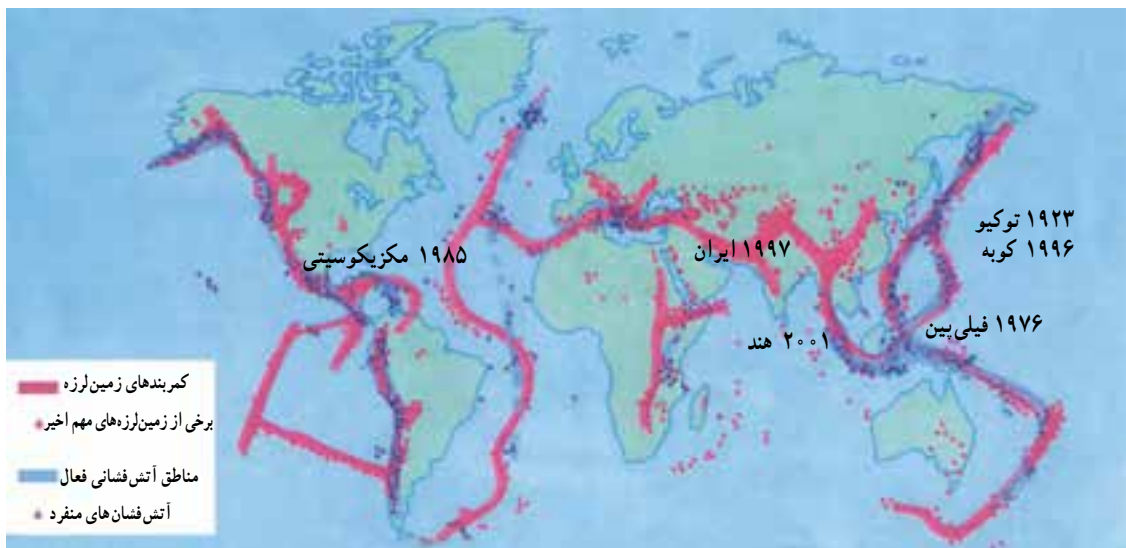 ۱۹۲۳ توکیو
۱۹۹۶ کوبه
۱۹۸۵ مکزیکوسیتی
۱۹۹۷ ایران
۱۹۷۶ فیلی‌پین
۲۰۰۱ هند
کمربندهای زمین‌لرزه
برخی از زمین‌لرزه‌های مهم اخیر
مناطق آتش‌فشانی فعال
آتش‌فشان‌های منفرد